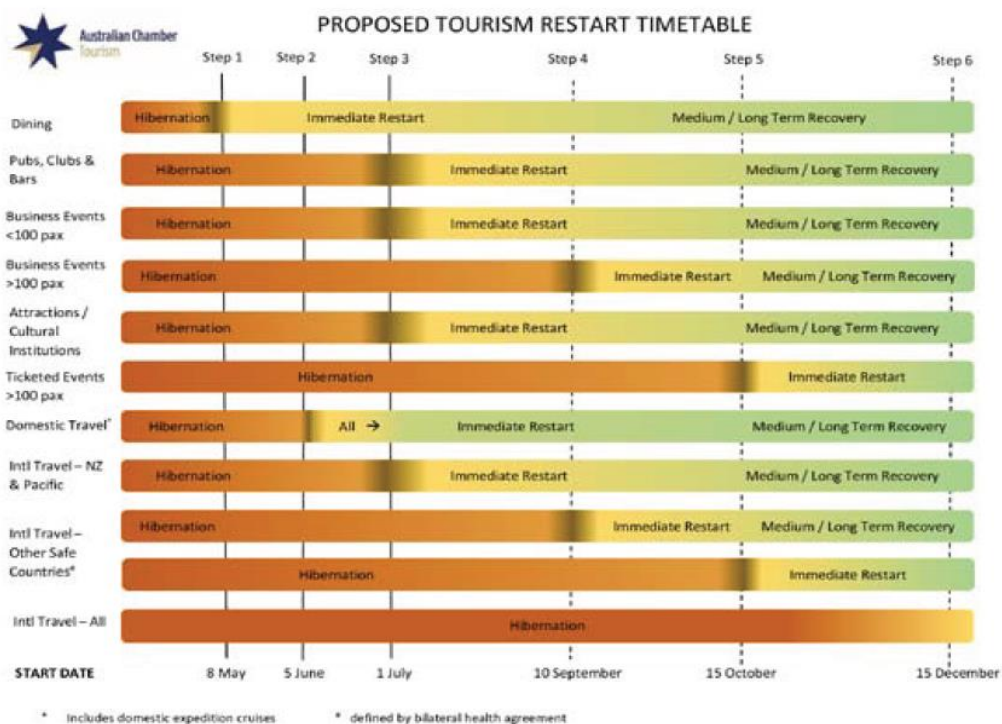 PROPOSED TOURISM RESTART TIMETABLE
Australian Chamber
Tourism
Step 1 Step 2 Step 3 Step 4 Step 5 Step 6
Dining
Hibernation Immediate Restart Medium / Long Term Recovery
Pubs, Clubs &
Bars
Hibernation Immediate Restart Medium / Long Term Recovery
Business Events
<100 pax
Hibernation Immediate Restart Medium / Long Term Recovery
Business Events
>100 pax
Hibernation Immediate Restart Medium / Long Term Recovery
Attractions /
Cultural
Institutions
Hibernation Immediate Restart Medium / Long Term Recovery
Ticketed Events
>100 pax
Hibernation Immediate Restart
Domestic Travel*
Hibernation All → Immediate Restart Medium / Long Term Recovery
Intl Travel – NZ
& Pacific
Hibernation Immediate Restart Medium / Long Term Recovery
Intl Travel –
Other Safe
Countries#
Hibernation Immediate Restart Medium / Long Term Recovery
Hibernation Immediate Restart
Intl Travel – All
Hibernation
START DATE 8 May 5 June 1 July 10 September 15 October 15 December
* Includes domestic expedition cruises # defined by bilateral health agreement